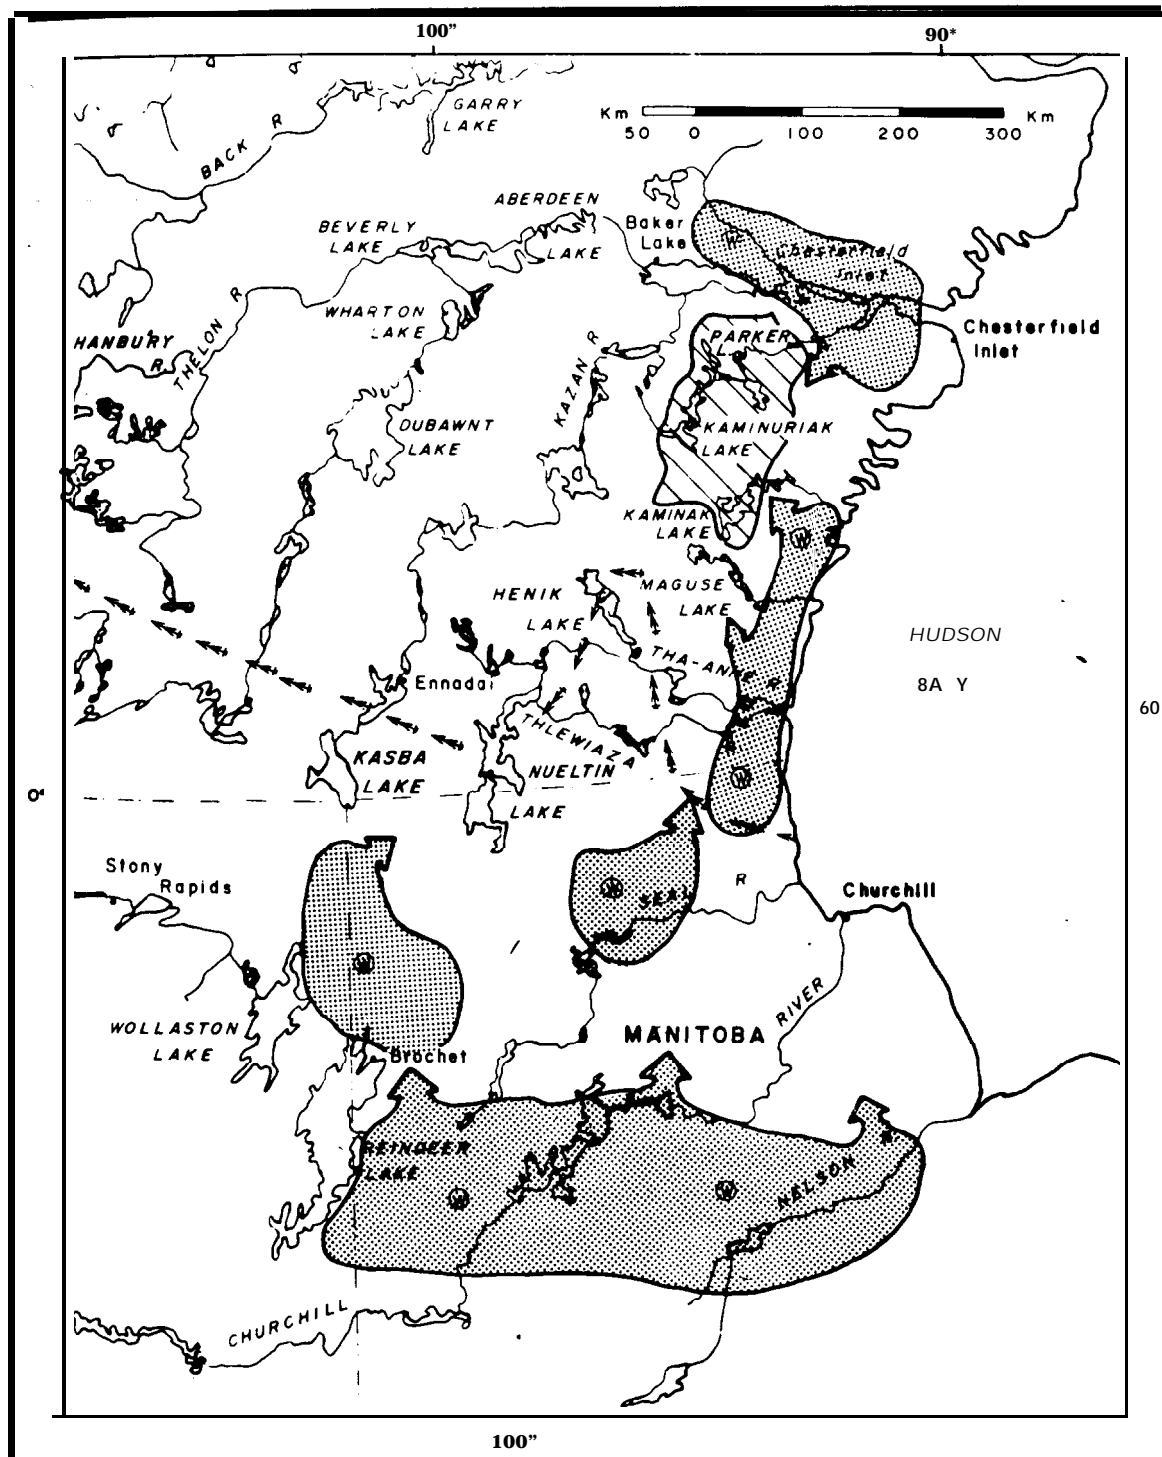 100”
90*
GARRY
LAKE
Km
Km
50 0 100 200 300
BACK R
ABERDEEN
LAKE
BEVERLY
LAKE
Baker
Lake
W
Chesterfield
Inlet
WHARTON
LAKE
HANBURY
R
THELON R
PARKER
L
Chesterfield
Inlet
KAZAN R
DUBAWNT
LAKE
KAMINURIAK
LAKE
KAMINAK
LAKE
W
HENIK
LAKE
MAGUSE
LAKE
HUDSON
8A Y
THA-ANNE R
Ennadai
60
THLEWIAZA
KASBA
LAKE
NUELTIN
LAKE
W
0°
Stony
Rapids
W
SEAL
R
Churchill
W
WOLLASTON
LAKE
RIVER
MANITOBA
Brochet
REINDEER
LAKE
W
W
NELSON
CHURCHILL
100”